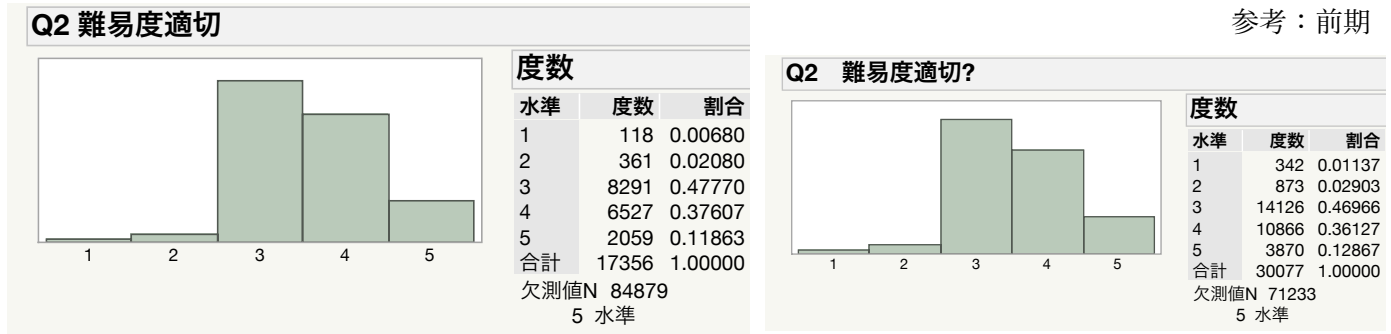 Q2 難易度適切
度数
水準 度数 割合
1 118 0.00680
2 361 0.02080
3 8291 0.47770
4 6527 0.37607
5 2059 0.11863
合計 17356 1.00000
欠測値N 84879
5 水準
1 2 3 4 5
参考：前期
Q2 難易度適切?
度数
水準 度数 割合
1 342 0.01137
2 873 0.02903
3 14126 0.46966
4 10866 0.36127
5 3870 0.12867
合計 30077 1.00000
欠測値N 71233
5 水準
1 2 3 4 5